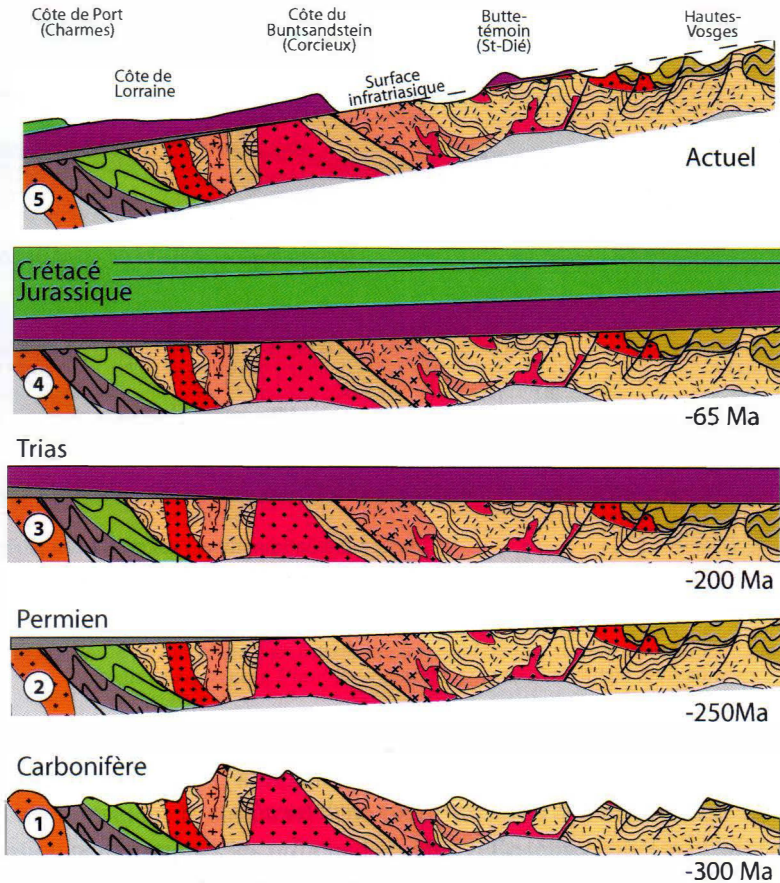 Côte de Port
(Charmes)
Côte de
Lorraine
Côte du
Buntsandstein
(Corcieux)
Surface
infratriasique
Butte-
témoin
(St-Dié)
Hautes-
Vosges
Actuel
5
Crétacé
Jurassique
4
-65 Ma
Trias
3
-200 Ma
Permien
2
-250Ma
Carbonifère
1
-300 Ma